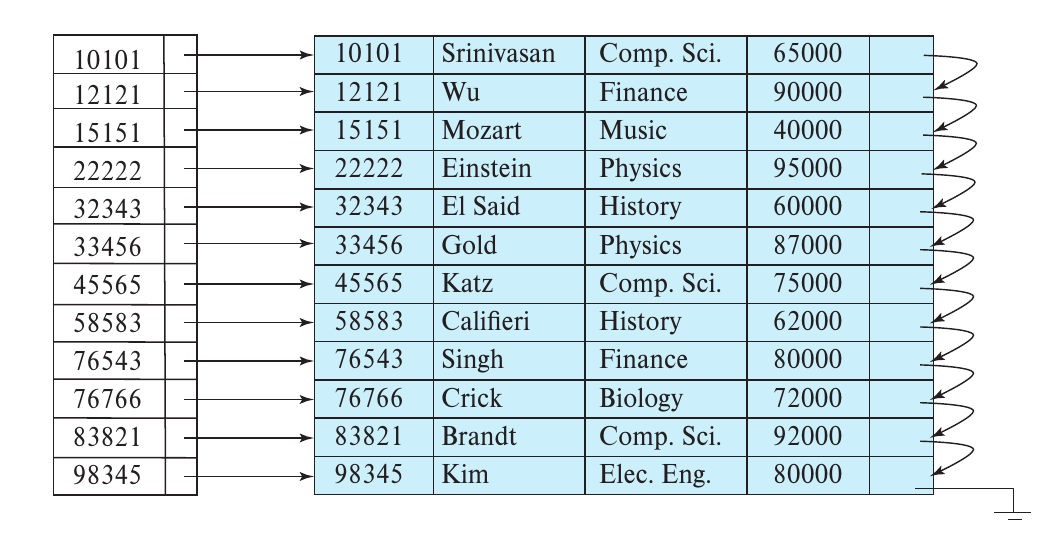 10101 10101 Srinivasan Comp. Sci. 65000
12121 12121 Wu Finance 90000
15151 15151 Mozart Music 40000
22222 22222 Einstein Physics 95000
32343 32343 El Said History 60000
33456 33456 Gold Physics 87000
45565 45565 Katz Comp. Sci. 75000
58583 58583 Califieri History 62000
76543 76543 Singh Finance 80000
76766 76766 Crick Biology 72000
83821 83821 Brandt Comp. Sci. 92000
98345 98345 Kim Elec. Eng. 80000